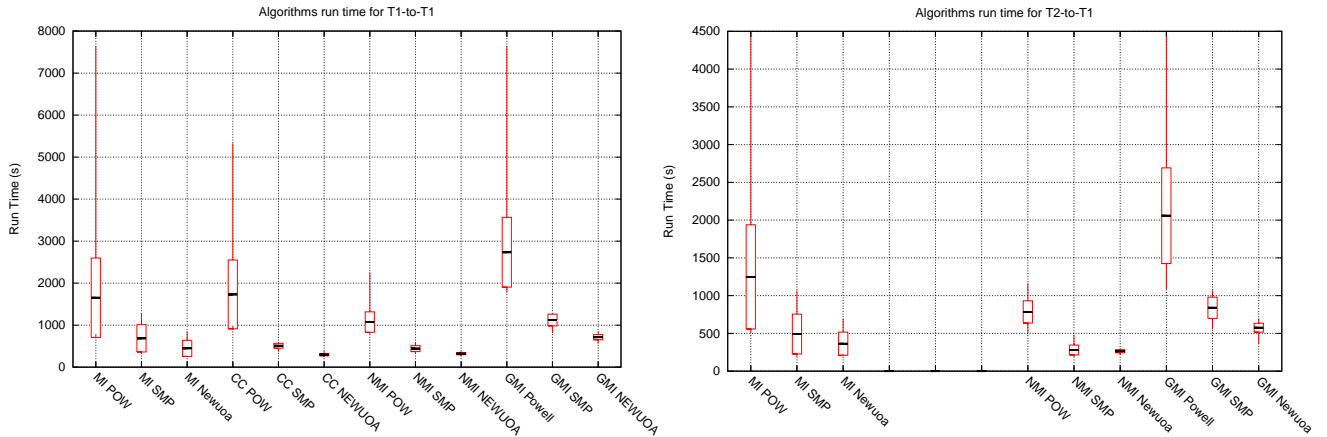 Algorithms run time for T1-to-T1
8000
7000
6000
5000
4000
3000
2000
1000
0
Run Time (s)
MI POW
MI SMP
MI Newuoa
CC POW
CC SMP
CC NEWUOA
NMI POW
NMI SMP
NMI NEWUOA
GMI Powell
GMI SMP
GMI NEWUOA
Algorithms run time for T2-to-T1
4500
4000
3500
3000
2500
2000
1500
1000
500
0
Run Time (s)
MI POW
MI SMP
MI Newuoa
NMI POW
NMI SMP
NMI Newuoa
GMI Powell
GMI SMP
GMI Newuoa